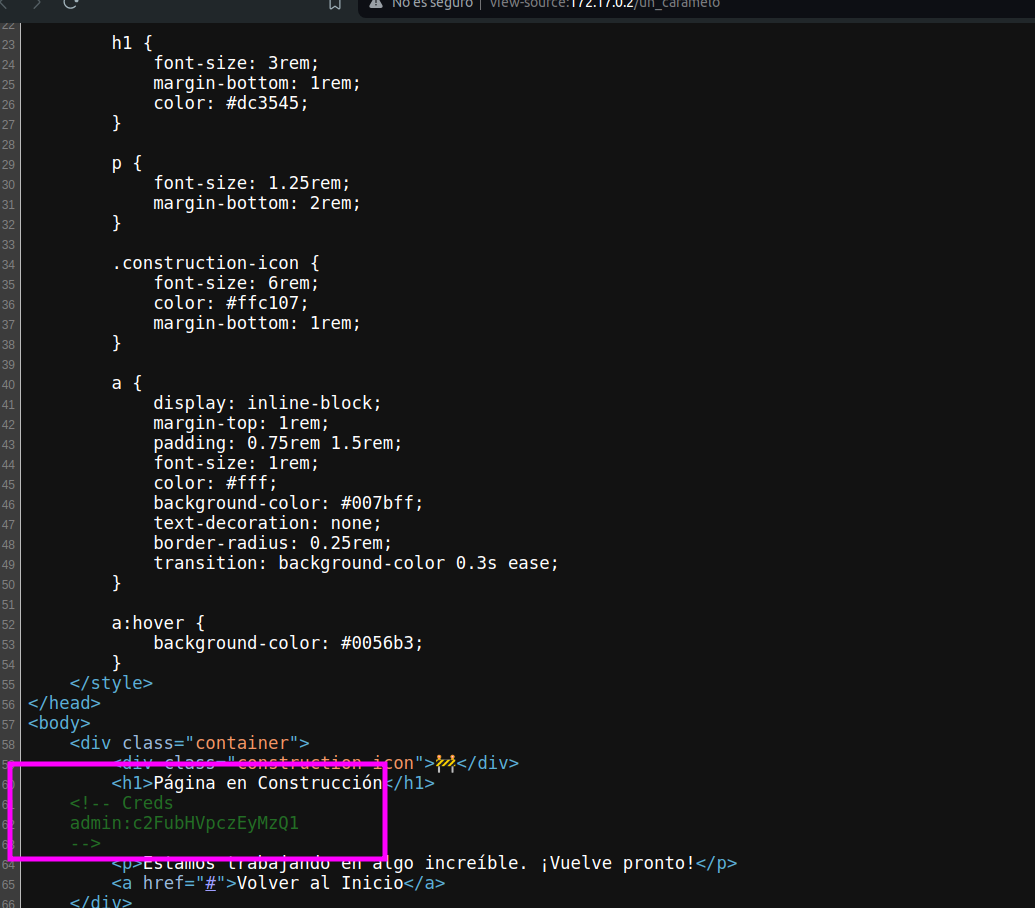 No es seguro | view-source:172.17.0.2/un_caramelo
22
23 h1 {
24 font-size: 3rem;
25 margin-bottom: 1rem;
26 color: #dc3545;
27 }
28
29 p {
30 font-size: 1.25rem;
31 margin-bottom: 2rem;
32 }
33
34 .construction-icon {
35 font-size: 6rem;
36 color: #ffc107;
37 margin-bottom: 1rem;
38 }
39
40 a {
41 display: inline-block;
42 margin-top: 1rem;
43 padding: 0.75rem 1.5rem;
44 font-size: 1rem;
45 color: #fff;
46 background-color: #007bff;
47 text-decoration: none;
48 border-radius: 0.25rem;
49 transition: background-color 0.3s ease;
50 }
51
52 a:hover {
53 background-color: #0056b3;
54 }
55 </style>
56 </head>
57 <body>
58 <div class="container">
59 <div class="construction-icon">🚧</div>
60 <h1>Página en Construcción</h1>
61 <!-- Creds
62 admin:c2FubHVpczEyMzQ1
63 -->
64 <p>Estamos trabajando en algo increíble. ¡Vuelve pronto!</p>
65 <a href="#">Volver al Inicio</a>
66 </div>